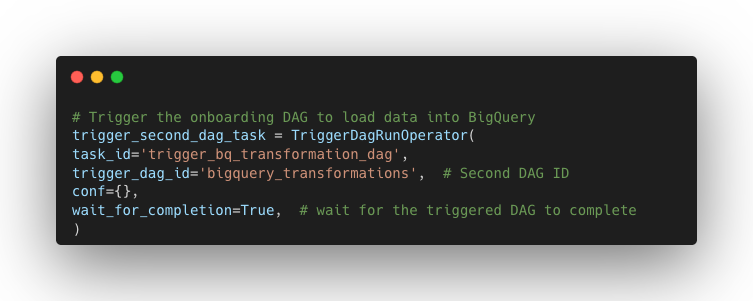 # Trigger the onboarding DAG to load data into BigQuery
trigger_second_dag_task = TriggerDagRunOperator(
task_id='trigger_bq_transformation_dag',
trigger_dag_id='bigquery_transformations',  # Second DAG ID
conf={},
wait_for_completion=True,  # wait for the triggered DAG to complete
)